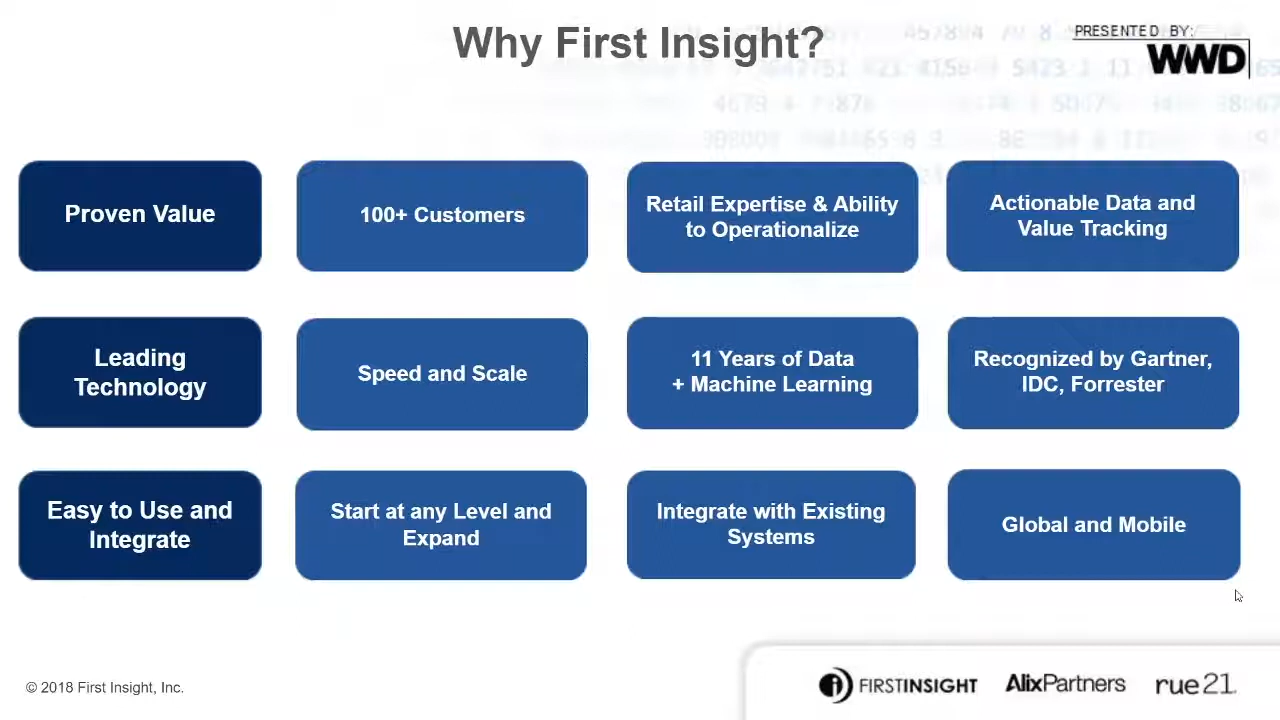 Why First Insight?
PRESENTED BY:
WWD
Proven Value
100+ Customers
Retail Expertise & Ability
to Operationalize
Actionable Data and
Value Tracking
Leading
Technology
Speed and Scale
11 Years of Data
+ Machine Learning
Recognized by Gartner,
IDC, Forrester
Easy to Use and
Integrate
Start at any Level and
Expand
Integrate with Existing
Systems
Global and Mobile
© 2018 First Insight, Inc.
FIRSTINSIGHT
AlixPartners
rue21